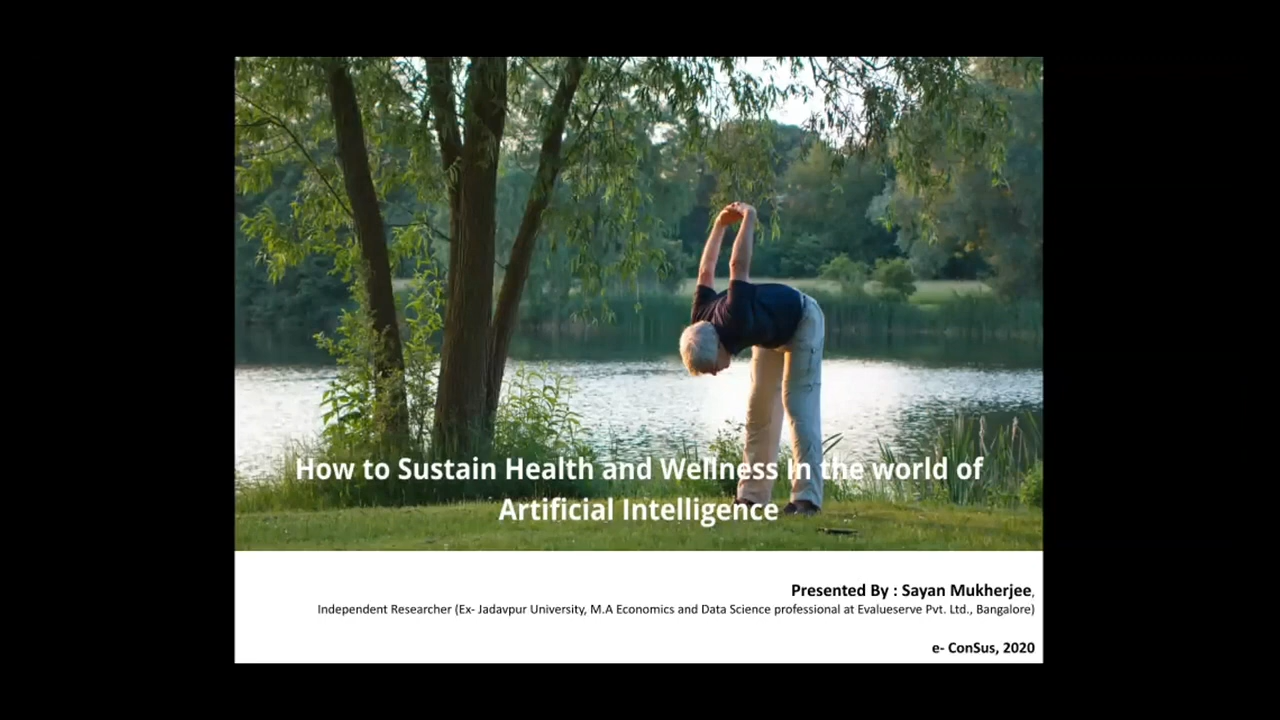 How to Sustain Health and Wellness in the world of
Artificial Intelligence
Presented By : Sayan Mukherjee,
Independent Researcher (Ex- Jadavpur University, M.A Economics and Data Science professional at Evalueserve Pvt. Ltd., Bangalore)
e- ConSus, 2020